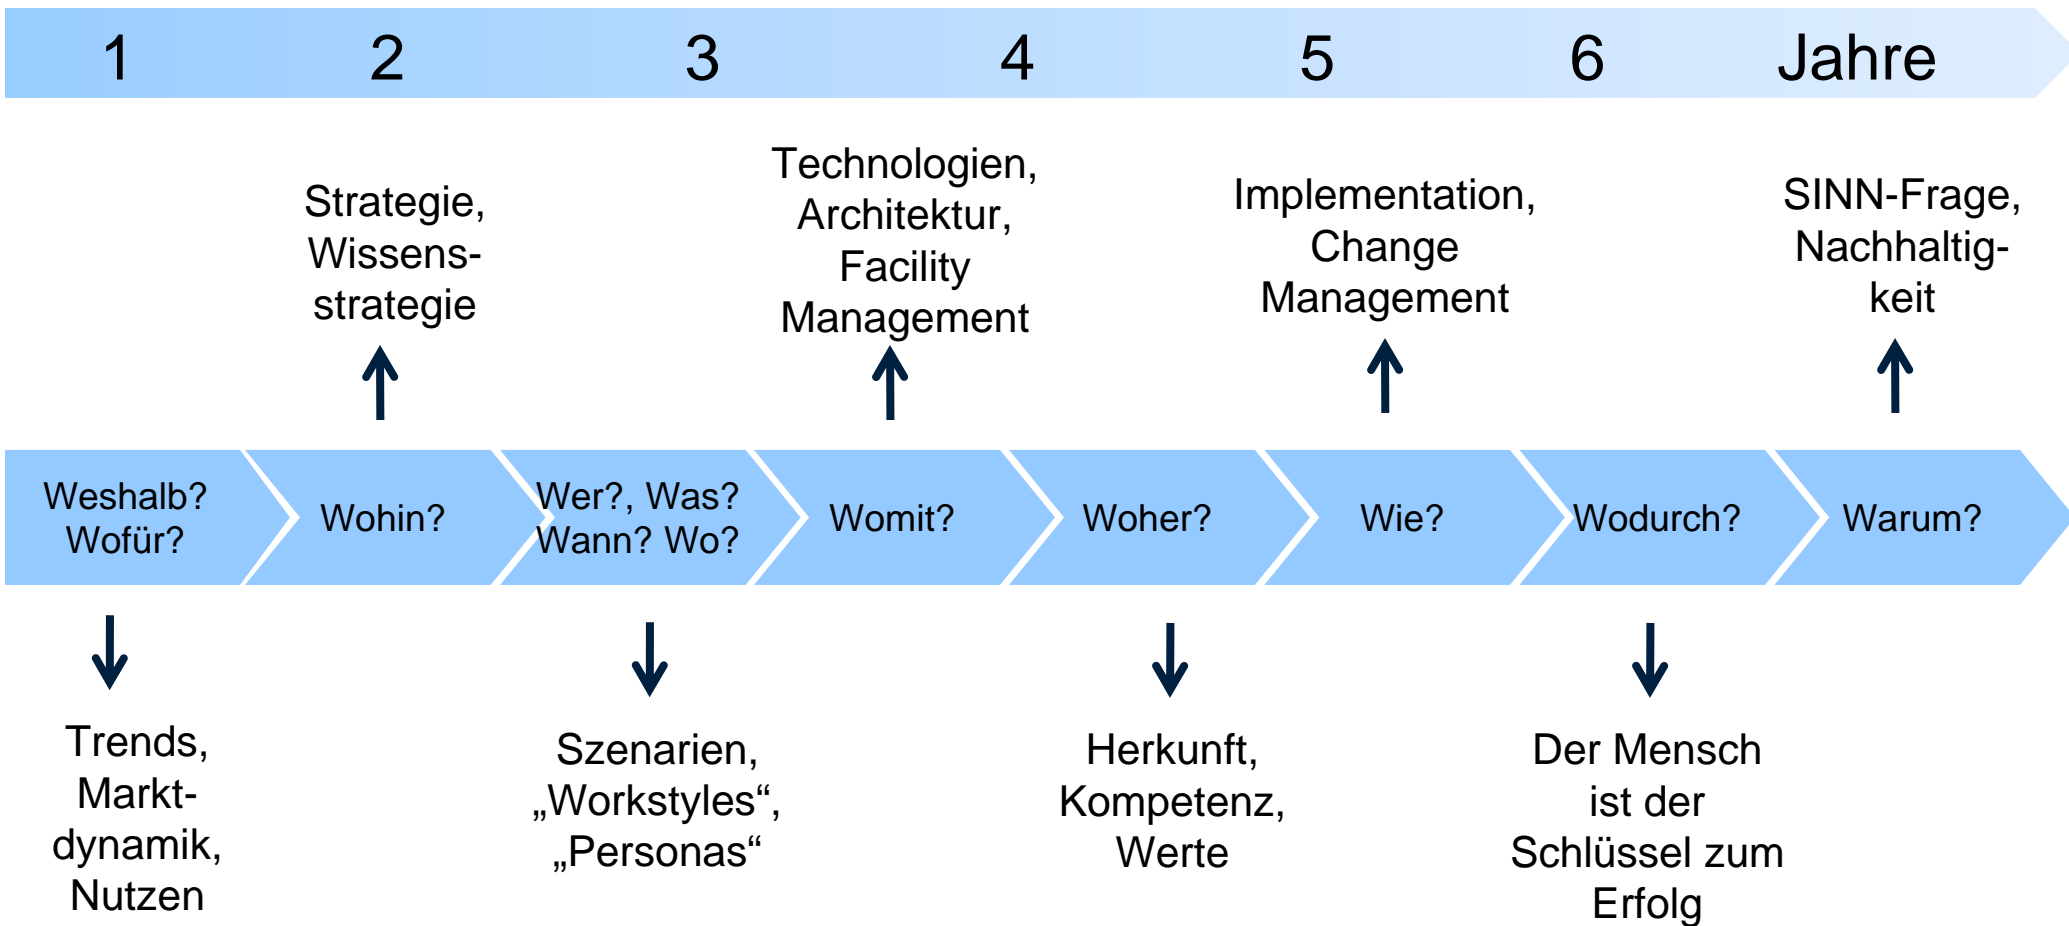 1 2 3 4 5 6 Jahre
Strategie,
Wissens-
strategie
Technologien,
Architektur,
Facility
Management
Implementation,
Change
Management
SINN-Frage,
Nachhaltig-
keit
Weshalb?
Wofür?
Wohin?
Wer?, Was?
Wann? Wo?
Womit?
Woher?
Wie?
Wodurch?
Warum?
Trends,
Markt-
dynamik,
Nutzen
Szenarien,
„Workstyles“,
„Personas“
Herkunft,
Kompetenz,
Werte
Der Mensch
ist der
Schlüssel zum
Erfolg